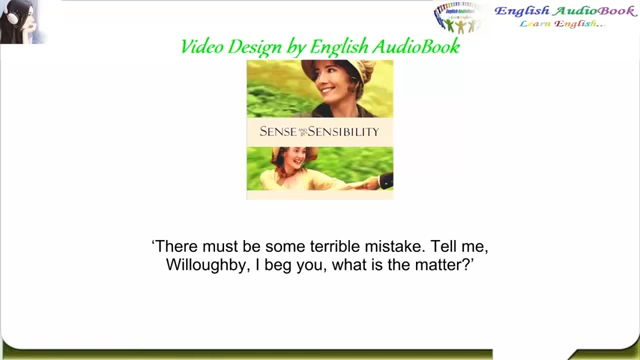 English AudioBook
Learn English...
Video Design by English AudioBook
SENSE AND SENSIBILITY
‘There must be some terrible mistake. Tell me,
Willoughby, I beg you, what is the matter?’